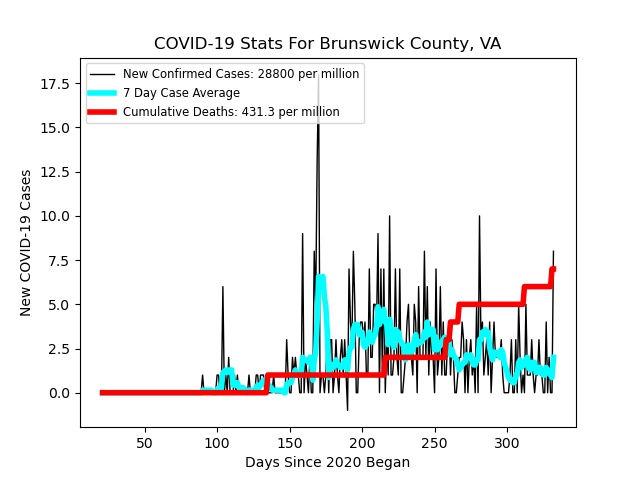 COVID-19 Stats For Brunswick County, VA
New Confirmed Cases: 28800 per million
7 Day Case Average
Cumulative Deaths: 431.3 per million
New COVID-19 Cases
17.5
15.0
12.5
10.0
7.5
5.0
2.5
0.0
50 100 150 200 250 300
Days Since 2020 Began